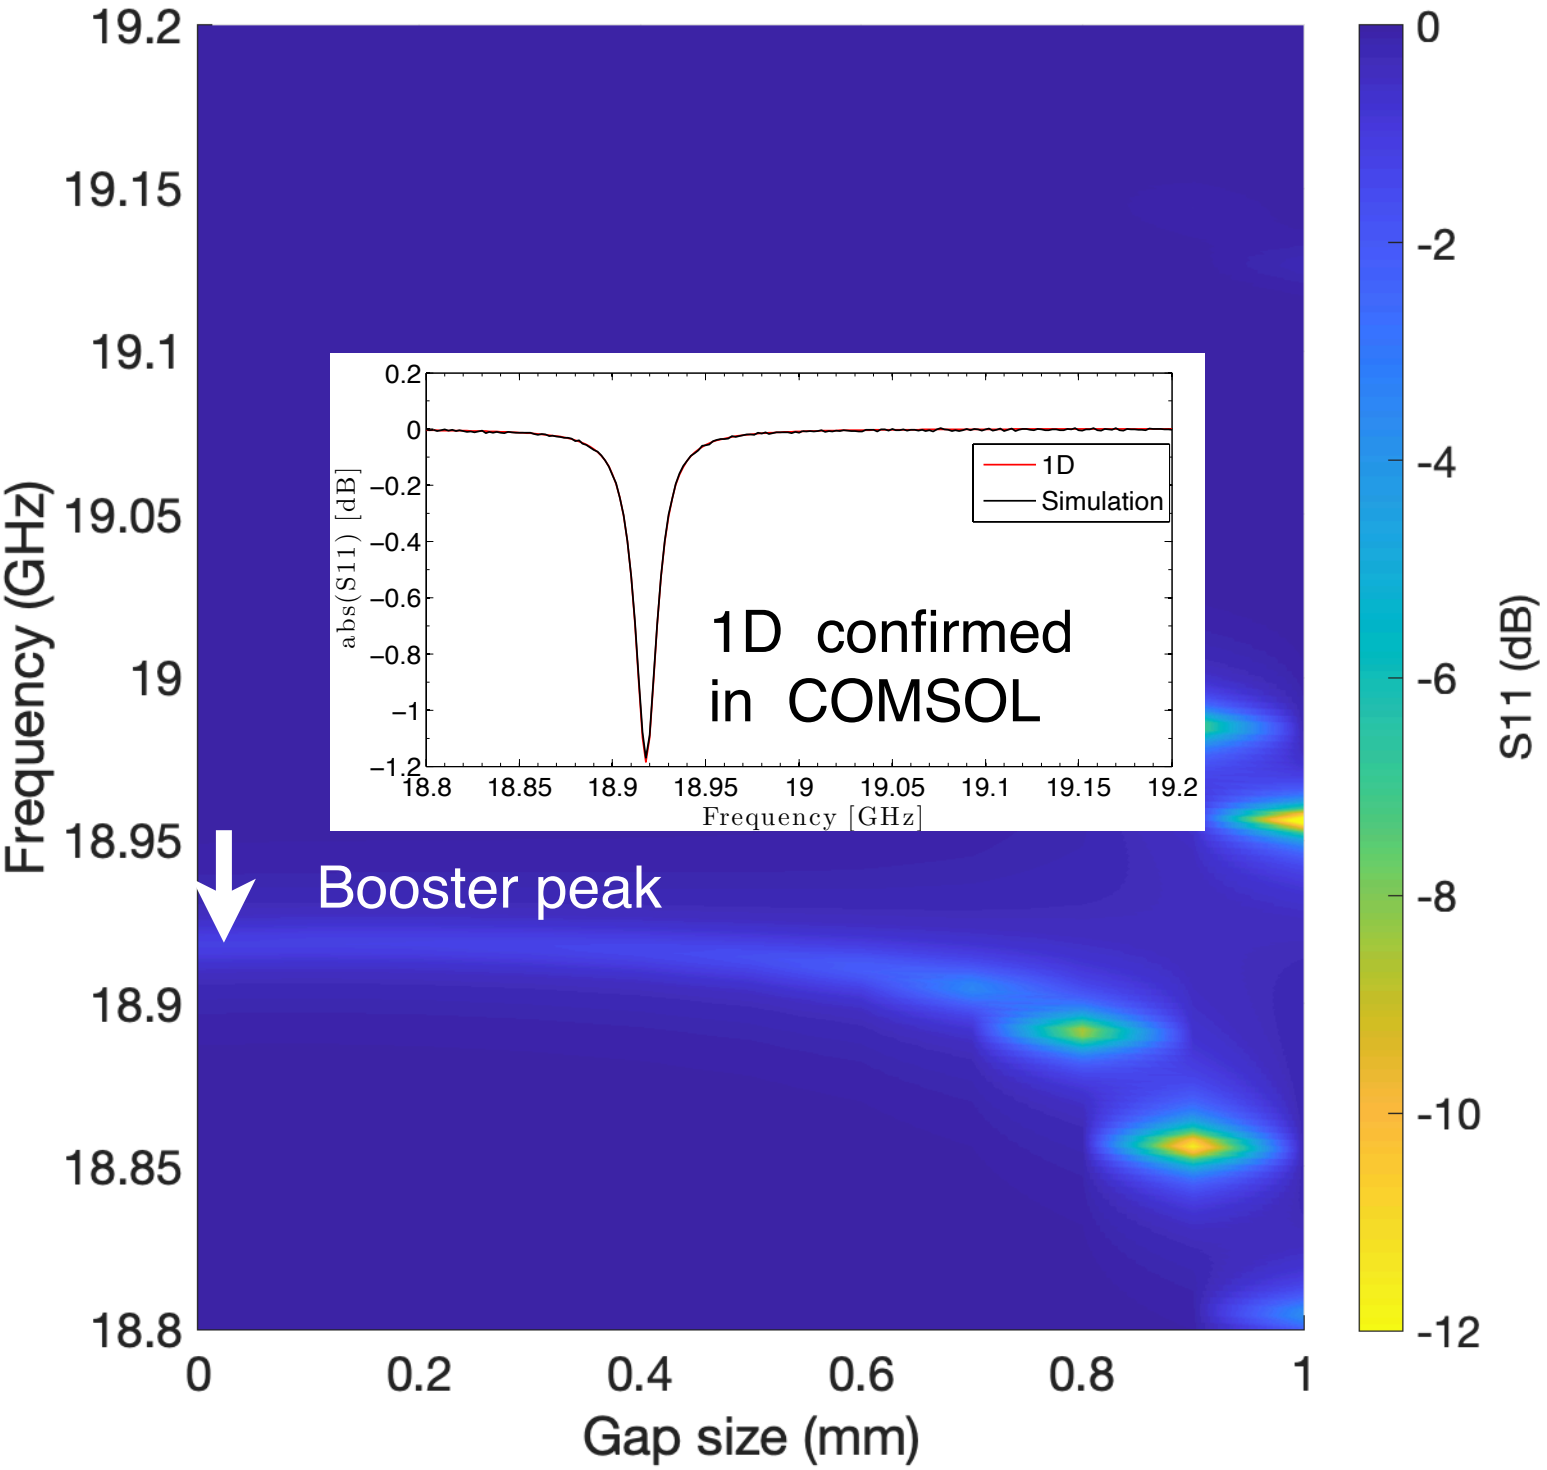 19.2
19.15
19.1
19.05
19
18.95
18.9
18.85
18.8
Frequency (GHz)
0 0.2 0.4 0.6 0.8 1
Gap size (mm)
0.2
0
−0.2
−0.4
−0.6
−0.8
−1
−1.2
abs(S11) [dB]
18.8 18.85 18.9 18.95 19 19.05 19.1 19.15 19.2
Frequency [GHz]
1D
Simulation
1D confirmed
in COMSOL
Booster peak
0
-2
-4
-6
-8
-10
-12
S11 (dB)